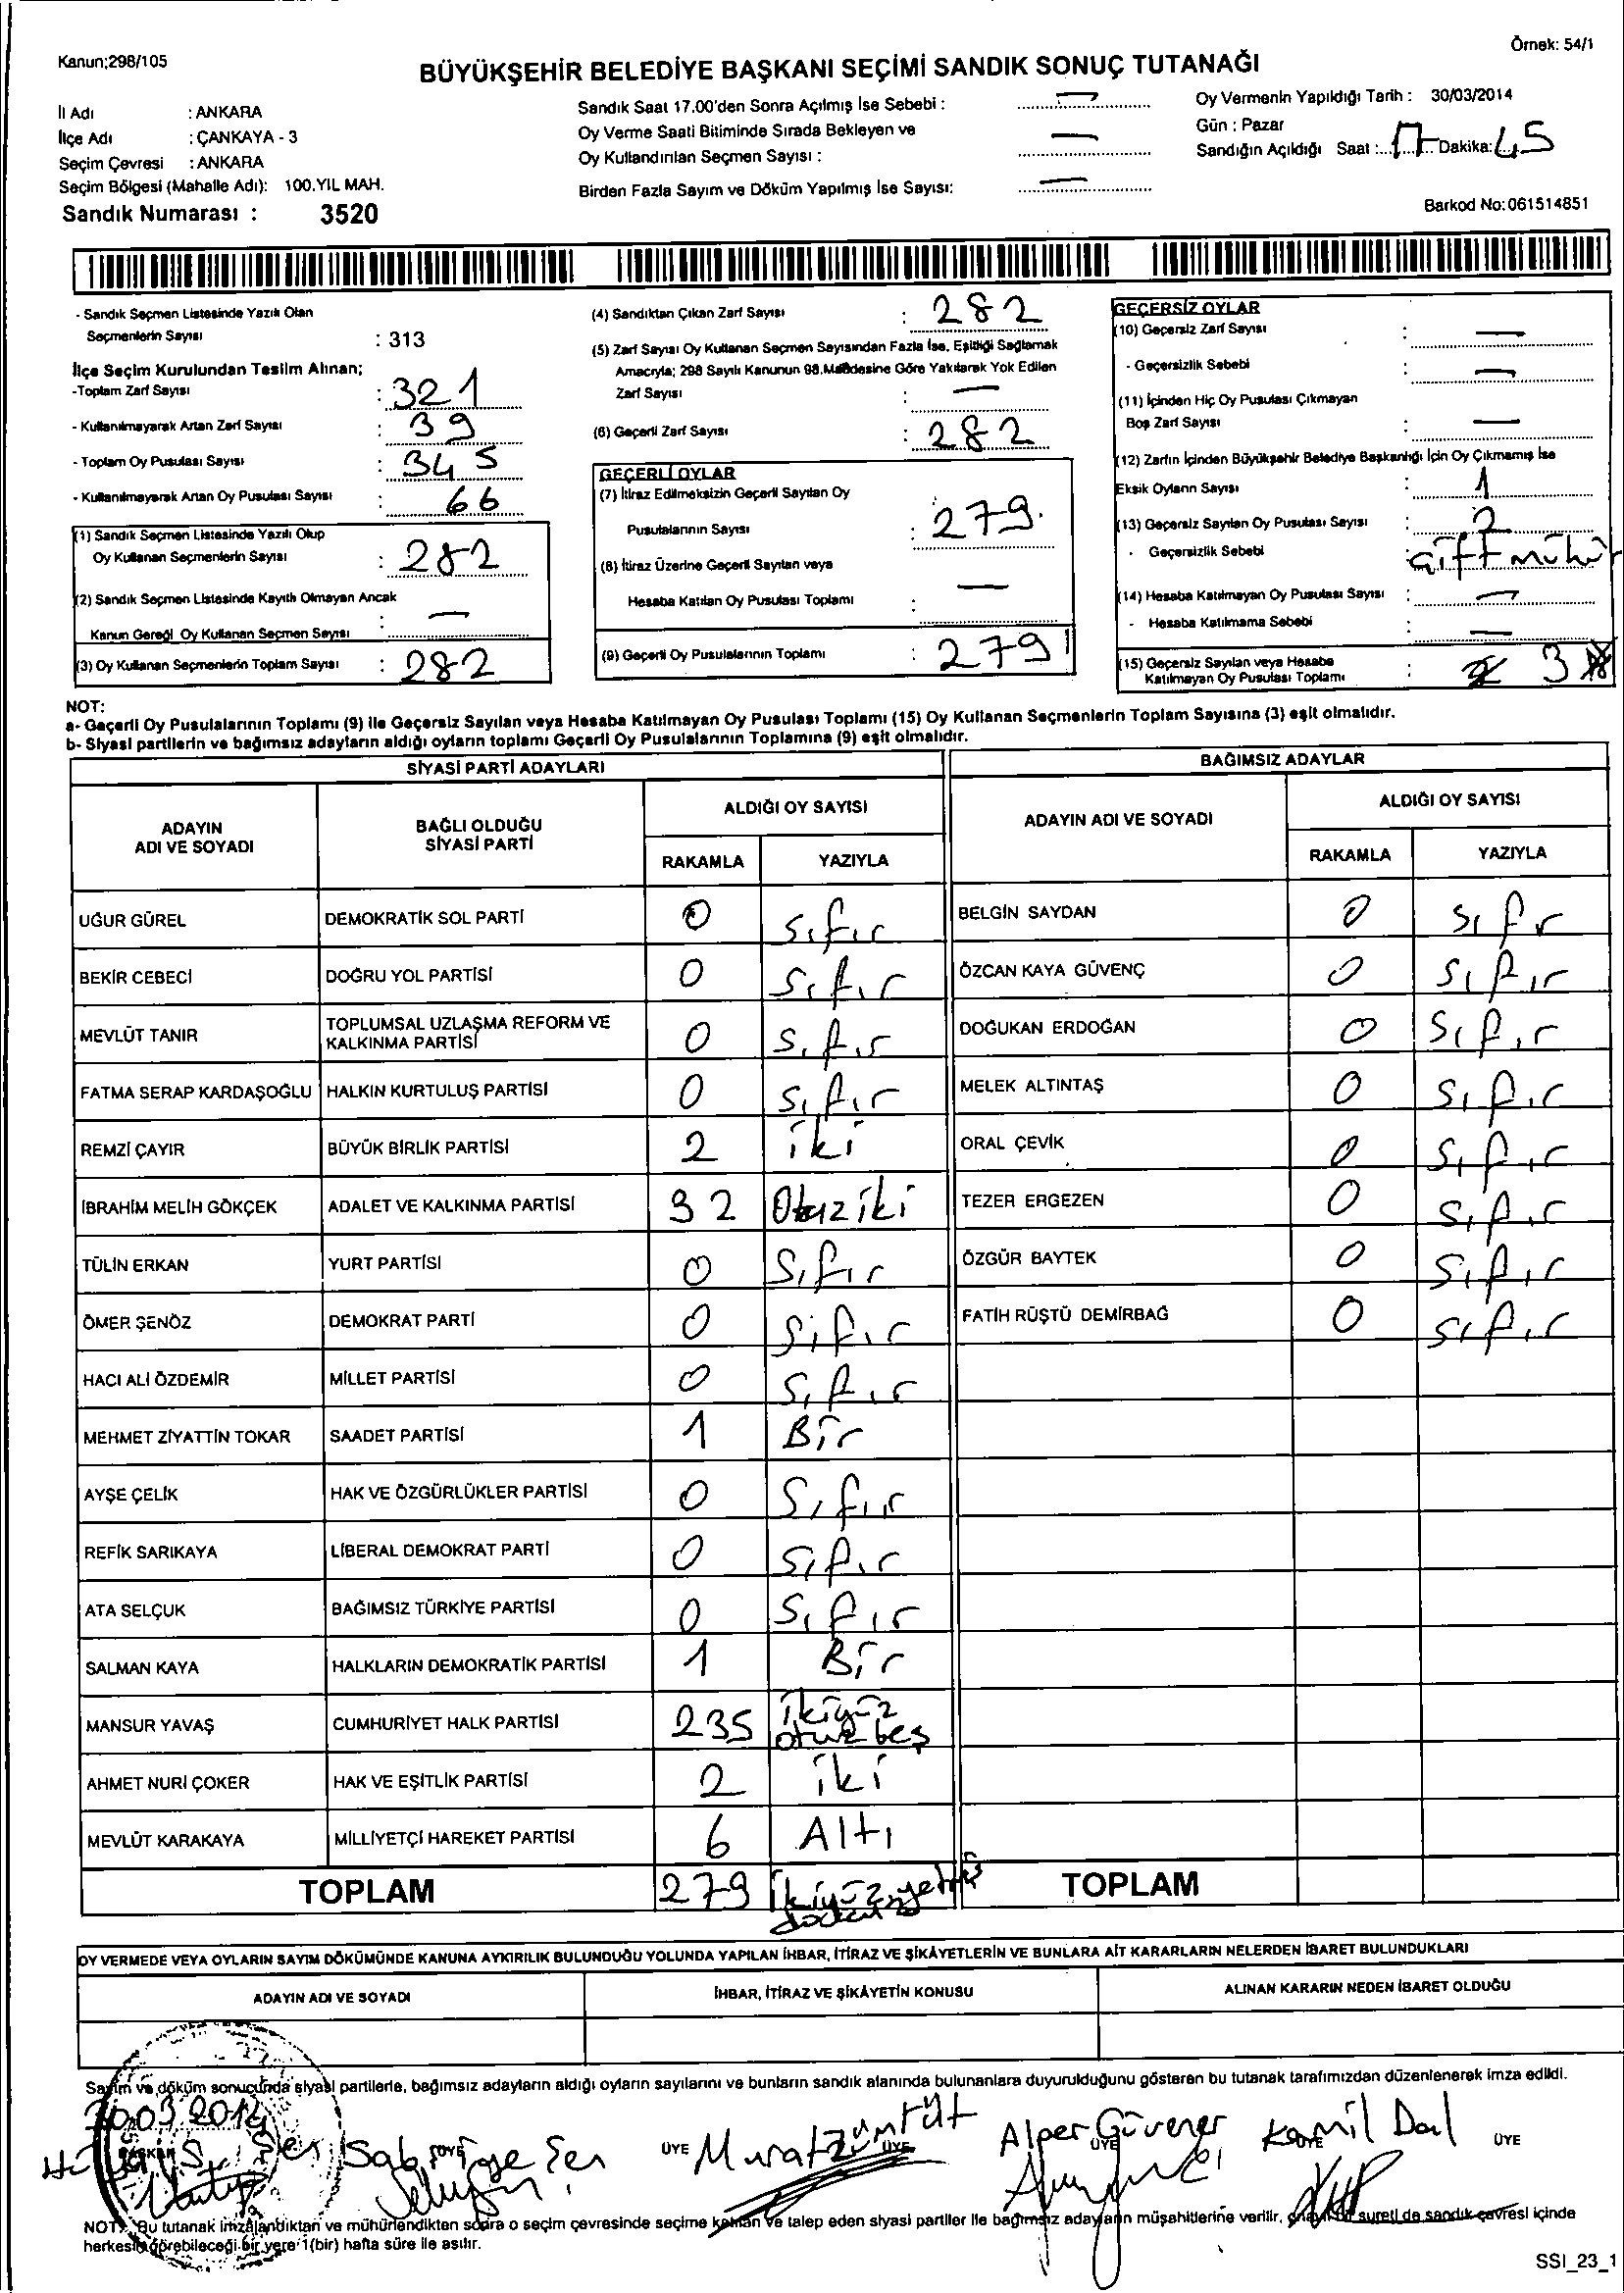 Kanun;298/105
Örnek: 54/1
BÜYÜKŞEHİR BELEDİYE BAŞKANI SEÇİMİ SANDIK SONUÇ TUTANAĞI
İl Adı : ANKARA
İlçe Adı : ÇANKAYA - 3
Seçim Çevresi : ANKARA
Seçim Bölgesi (Mahalle Adı): 100.YIL MAH.
Sandık Numarası : 3520
Sandık Saat 17.00'den Sonra Açılmış İse Sebebi : —
Oy Verme Saati Bitiminde Sırada Bekleyen ve
Oy Kullandırılan Seçmen Sayısı : —
Birden Fazla Sayım ve Döküm Yapılmış İse Sayısı: —
Oy Vermenin Yapıldığı Tarih : 30/03/2014
Gün : Pazar
Sandığın Açıldığı Saat : 17 Dakika: 45
Barkod No:061514851
- Sandık Seçmen Listesinde Yazılı Olan
Seçmenlerin Sayısı : 313
İlçe Seçim Kurulundan Teslim Alınan;
-Toplam Zarf Sayısı : 321
- Kullanılmayarak Artan Zarf Sayısı : 39
- Toplam Oy Pusulası Sayısı : 345
- Kullanılmayarak Artan Oy Pusulası Sayısı : 66
(1) Sandık Seçmen Listesinde Yazılı Olup
Oy Kullanan Seçmenlerin Sayısı : 282
(2) Sandık Seçmen Listesinde Kayıtlı Olmayan Ancak
Kanun Gereği Oy Kullanan Seçmen Sayısı : —
(3) Oy Kullanan Seçmenlerin Toplam Sayısı : 282
(4) Sandıktan Çıkan Zarf Sayısı : 282
(5) Zarf Sayısı Oy Kullanan Seçmen Sayısından Fazla İse, Eşitliği Sağlamak
Amacıyla; 298 Sayılı Kanunun 98.Maddesine Göre Yakılarak Yok Edilen
Zarf Sayısı : —
(6) Geçerli Zarf Sayısı : 282
GEÇERLİ OYLAR
(7) İtiraz Edilmeksizin Geçerli Sayılan Oy
Pusulalarının Sayısı : 279.
(8) İtiraz Üzerine Geçerli Sayılan veya
Hesaba Katılan Oy Pusulası Toplamı : —
(9) Geçerli Oy Pusulalarının Toplamı : 279
GEÇERSİZ OYLAR
(10) Geçersiz Zarf Sayısı : —
- Geçersizlik Sebebi : —
(11) İçinden Hiç Oy Pusulası Çıkmayan
Boş Zarf Sayısı : —
(12) Zarfın İçinden Büyükşehir Belediye Başkanlığı İçin Oy Çıkmamış İse
Eksik Oyların Sayısı : 1
(13) Geçersiz Sayılan Oy Pusulası Sayısı : 2
- Geçersizlik Sebebi : Çift mühür
(14) Hesaba Katılmayan Oy Pusulası Sayısı : —
- Hesaba Katılmama Sebebi : —
(15) Geçersiz Sayılan veya Hesaba
Katılmayan Oy Pusulası Toplamı : 3
NOT:
a- Geçerli Oy Pusulalarının Toplamı (9) ile Geçersiz Sayılan veya Hesaba Katılmayan Oy Pusulası Toplamı (15) Oy Kullanan Seçmenlerin Toplam Sayısına (3) eşit olmalıdır.
b- Siyasi partilerin ve bağımsız adayların aldığı oyların toplamı Geçerli Oy Pusulalarının Toplamına (9) eşit olmalıdır.
SİYASİ PARTİ ADAYLARI
ADAYIN ADI VE SOYADI
BAĞLI OLDUĞU SİYASİ PARTİ
ALDIĞI OY SAYISI
RAKAMLA YAZIYLA
UĞUR GÜREL DEMOKRATİK SOL PARTİ 0 sıfır
BEKİR CEBECİ DOĞRU YOL PARTİSİ 0 sıfır
MEVLÜT TANIR TOPLUMSAL UZLAŞMA REFORM VE KALKINMA PARTİSİ 0 sıfır
FATMA SERAP KARDAŞOĞLU HALKIN KURTULUŞ PARTİSİ 0 sıfır
REMZİ ÇAYIR BÜYÜK BİRLİK PARTİSİ 2 iki
İBRAHİM MELİH GÖKÇEK ADALET VE KALKINMA PARTİSİ 32 Otuziki
TÜLİN ERKAN YURT PARTİSİ 0 sıfır
ÖMER ŞENÖZ DEMOKRAT PARTİ 0 sıfır
HACI ALİ ÖZDEMİR MİLLET PARTİSİ 0 sıfır
MEHMET ZİYATTİN TOKAR SAADET PARTİSİ 1 Bir
AYŞE ÇELİK HAK VE ÖZGÜRLÜKLER PARTİSİ 0 sıfır
REFİK SARIKAYA LİBERAL DEMOKRAT PARTİ 0 sıfır
ATA SELÇUK BAĞIMSIZ TÜRKİYE PARTİSİ 0 sıfır
SALMAN KAYA HALKLARIN DEMOKRATİK PARTİSİ 1 Bir
MANSUR YAVAŞ CUMHURİYET HALK PARTİSİ 235 ikiyüz otuz beş
AHMET NURİ ÇOKER HAK VE EŞİTLİK PARTİSİ 2 iki
MEVLÜT KARAKAYA MİLLİYETÇİ HAREKET PARTİSİ 6 Altı
TOPLAM 279 İkiyüzyetmiş dokuz
BAĞIMSIZ ADAYLAR
ADAYIN ADI VE SOYADI
ALDIĞI OY SAYISI
RAKAMLA YAZIYLA
BELGİN SAYDAN 0 sıfr
ÖZCAN KAYA GÜVENÇ 0 sıfır
DOĞUKAN ERDOĞAN 0 sıfır
MELEK ALTINTAŞ 0 sıfır
ORAL ÇEVİK 0 sıfır
TEZER ERGEZEN 0 sıfır
ÖZGÜR BAYTEK 0 sıfır
FATİH RÜŞTÜ DEMİRBAĞ 0 sıfır
TOPLAM
OY VERMEDE VEYA OYLARIN SAYIM DÖKÜMÜNDE KANUNA AYKIRILIK BULUNDUĞU YOLUNDA YAPILAN İHBAR, İTİRAZ VE ŞİKÂYETLERİN VE BUNLARA AİT KARARLARIN NELERDEN İBARET BULUNDUKLARI
ADAYIN ADI VE SOYADI İHBAR, İTİRAZ VE ŞİKÂYETİN KONUSU ALINAN KARARIN NEDEN İBARET OLDUĞU
Sayım ve döküm sonucunda siyasi partilerle, bağımsız adayların aldığı oyların sayılarını ve bunların sandık alanında bulunanlara duyurulduğunu gösteren bu tutanak tarafımızdan düzenlenerek imza edildi.
30.03.2014
BAŞKAN ÜYE ÜYE ÜYE ÜYE ÜYE ÜYE
Şen Murat Zümrüt Alper Güvener Kamil Dal
NOT: Bu tutanak imzalandıktan ve mühürlendikten sonra o seçim çevresinde seçime katılan ve talep eden siyasi partiler ile bağımsız adayların müşahitlerine verilir, onaylı bir sureti de sandık çevresi içinde
herkesin görebileceği bir yere 1(bir) hafta süre ile asılır.
SSI_23_1